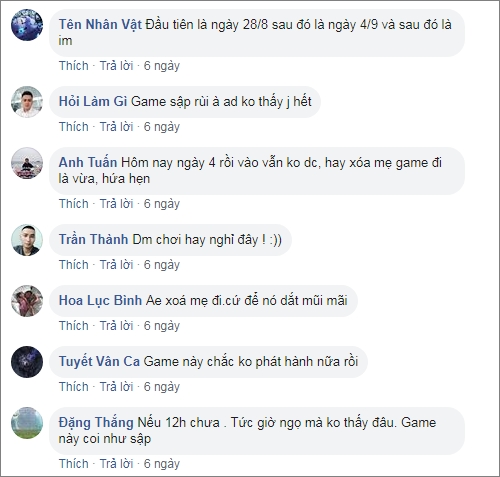 Tên Nhân Vật Đầu tiên là ngày 28/8 sau đó là ngày 4/9 và sau đó là
im
Thích · Trả lời · 6 ngày
Hỏi Làm Gì Game sập rùi à ad ko thấy j hết
Thích · Trả lời · 6 ngày
Anh Tuấn Hôm nay ngày 4 rồi vào vẫn ko dc, hay xóa mẹ game đi
là vừa, hứa hẹn
Thích · Trả lời · 6 ngày
Trần Thành Dm chơi hay nghỉ đây ! :))
Thích · Trả lời · 6 ngày
Hoa Lục Bình Ae xoá mẹ đi.cứ để nó dắt mũi mãi
Thích · Trả lời · 6 ngày
Tuyết Vân Ca Game này chắc ko phát hành nữa rồi
Thích · Trả lời · 6 ngày
Đặng Thắng Nếu 12h chưa . Tức giờ ngọ mà ko thấy đâu. Game
này coi như sập
Thích · Trả lời · 6 ngày